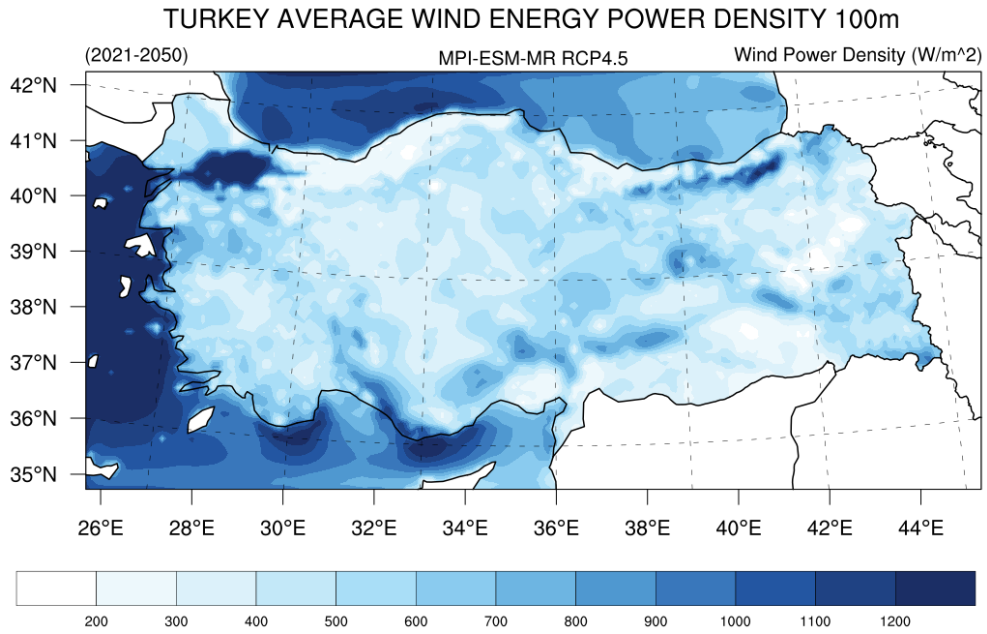 TURKEY AVERAGE WIND ENERGY POWER DENSITY 100m
(2021-2050) MPI-ESM-MR RCP4.5 Wind Power Density (W/m^2)
42°N
41°N
40°N
39°N
38°N
37°N
36°N
35°N
26°E 28°E 30°E 32°E 34°E 36°E 38°E 40°E 42°E 44°E
200 300 400 500 600 700 800 900 1000 1100 1200